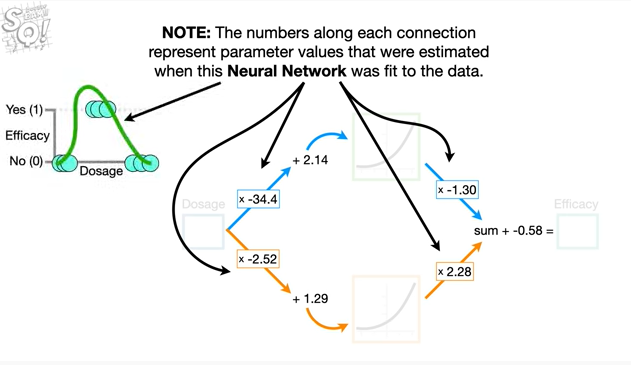 SQ!
NOTE: The numbers along each connection
represent parameter values that were estimated
when this Neural Network was fit to the data.
Yes (1)
Efficacy
No (0)
Dosage
+ 2.14
Dosage
x -34.4
x -1.30
Efficacy
sum + -0.58 =
x -2.52
x 2.28
+ 1.29